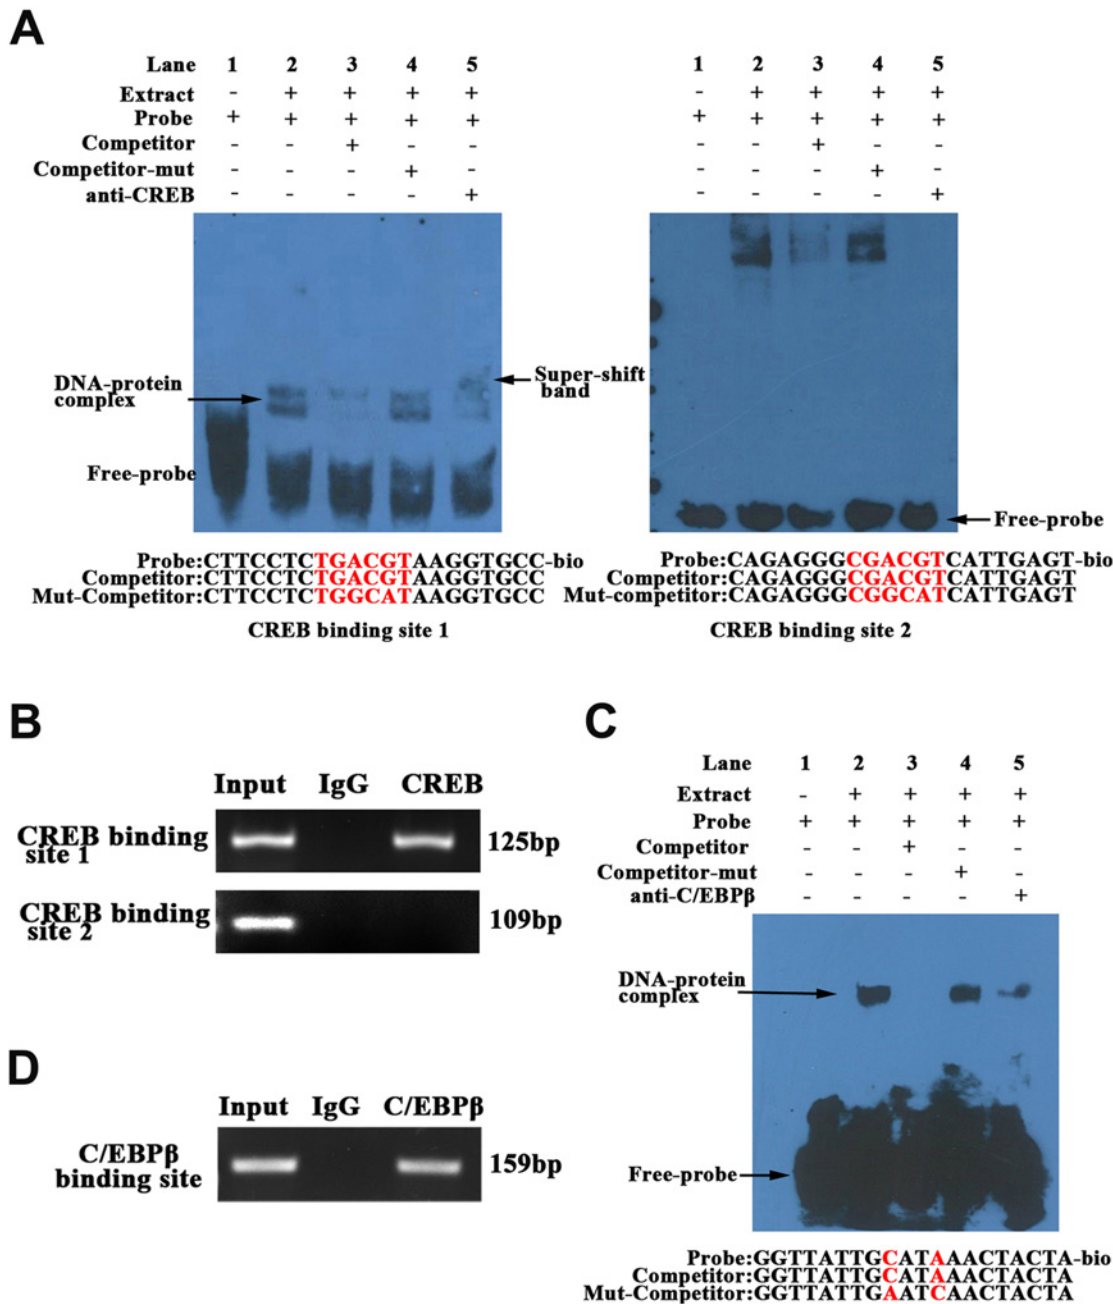 A
Lane 1 2 3 4 5 1 2 3 4 5
Extract - + + + + - + + + +
Probe + + + + + + + + + +
Competitor - - + - - - - + - -
Competitor-mut - - - + - - - - + -
anti-CREB - - - - + - - - - +
DNA-protein
complex
Super-shift
band
Free-probe
Free-probe
Probe:CTTCCTCTGACGTAAGGTGCC-bio
Competitor:CTTCCTCTGACGTAAGGTGCC
Mut-Competitor:CTTCCTCTGGCATAAGGTGCC
CREB binding site 1
Probe:CAGAGGGCGACGTCATTGAGT-bio
Competitor:CAGAGGGCGACGTCATTGAGT
Mut-competitor:CAGAGGGCGGCATCATTGAGT
CREB binding site 2
B
Input IgG CREB
CREB binding
site 1
125bp
CREB binding
site 2
109bp
C
Lane 1 2 3 4 5
Extract - + + + +
Probe + + + + +
Competitor - - + - -
Competitor-mut - - - + -
anti-C/EBPβ - - - - +
DNA-protein
complex
Free-probe
Probe:GGTTATTGCATAAACTACTA-bio
Competitor:GGTTATTGCATAAACTACTA
Mut-Competitor:GGTTATTGAATCAACTACTA
D
Input IgG C/EBPβ
C/EBPβ
binding site
159bp